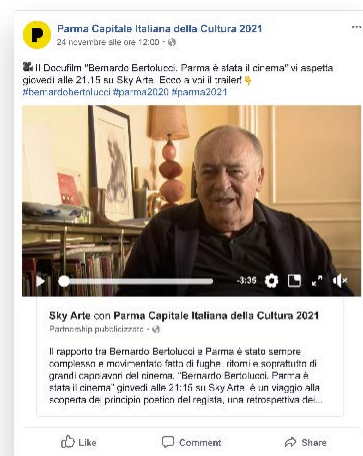 P
Parma Capitale Italiana della Cultura 2021
24 novembre alle ore 12:00 ·
Il Docufilm "Bernardo Bertolucci. Parma è stata il cinema" vi aspetta
giovedì alle 21.15 su Sky Arte. Ecco a voi il trailer!
#bernardobertolucci #parma2020 #parma2021
-3:35
Sky Arte con Parma Capitale Italiana della Cultura 2021
Partnership pubblicizzata ·
Il rapporto tra Bernardo Bertolucci e Parma è stato sempre
complesso e movimentato fatto di fughe, ritorni e soprattutto di
grandi capolavori del cinema. "Bernardo Bertolucci. Parma è
stata il cinema" giovedì alle 21:15 su Sky Arte, è un viaggio alla
scoperta del principio poetico del regista, una retrospettiva dei...
Like
Comment
Share